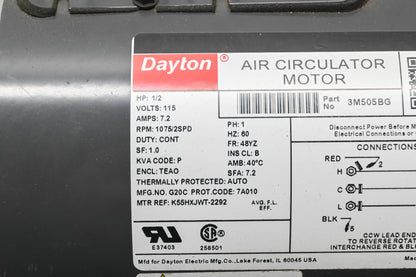 Dayton
AIR CIRCULATOR
MOTOR
HP: 1/2
VOLTS: 115
AMPS: 7.2
RPM: 1075/2SPD
DUTY: CONT
SF: 1.0
KVA CODE: P
ENCL: TEAO
THERMALLY PROTECTED: AUTO
MFG. NO. G20C PROT.CODE: 7A010
MTR REF: K55HXJWT-2292
PH: 1
HZ: 60
FR: 48YZ
INS CL: B
AMB: 40°C
SFA: 7.2
AVG. F.L.
EFF.
Part
No
3M505BG
Disconnect Power Before M
CONNECTIONS
RED
2
H
C
L
BLK
5
CCW LEAD END
TO REVERSE ROTAT
INTERCHANGE RED & BL
E37403
258501
Mfd for Dayton Electric Mfg.Co., Lake Forest, IL 60045 USA
Ma